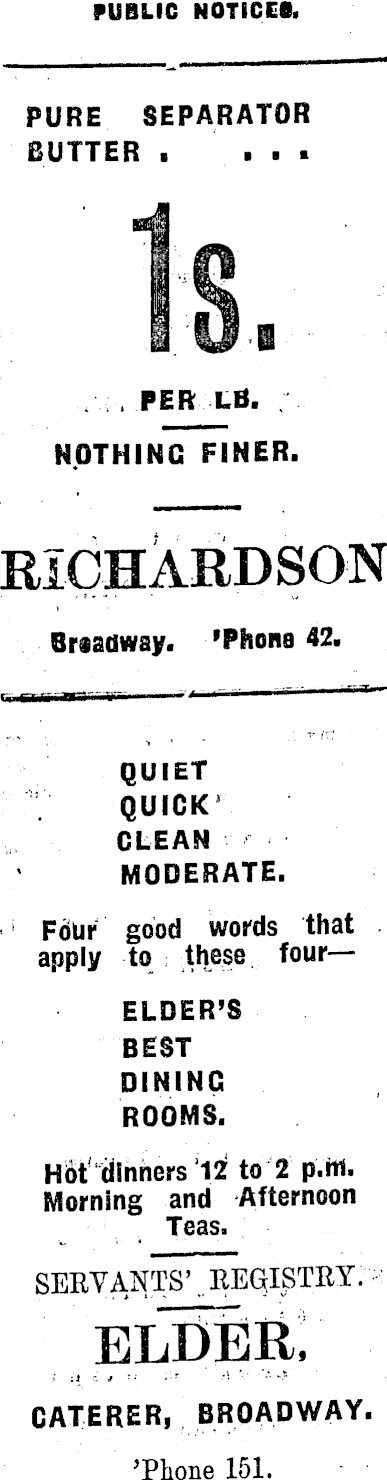 PUBLIC NOTICES.
PURE SEPARATOR
BUTTER . . . .
1s.
PER LB.
NOTHING FINER.
RICHARDSON
Broadway. 'Phone 42.
QUIET
QUICK
CLEAN
MODERATE.
Four good words that
apply to these four—
ELDER'S
BEST
DINING
ROOMS.
Hot dinners 12 to 2 p.m.
Morning and Afternoon
Teas.
SERVANTS' REGISTRY.
ELDER,
CATERER, BROADWAY.
'Phone 151.